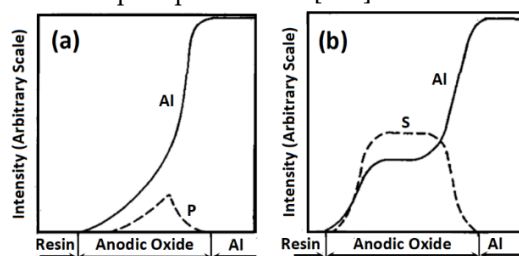 (a)
Intensity (Arbitrary Scale)
Al
P
Resin
Anodic Oxide
Al
(b)
Intensity (Arbitrary Scale)
Al
S
Resin
Anodic Oxide
Al